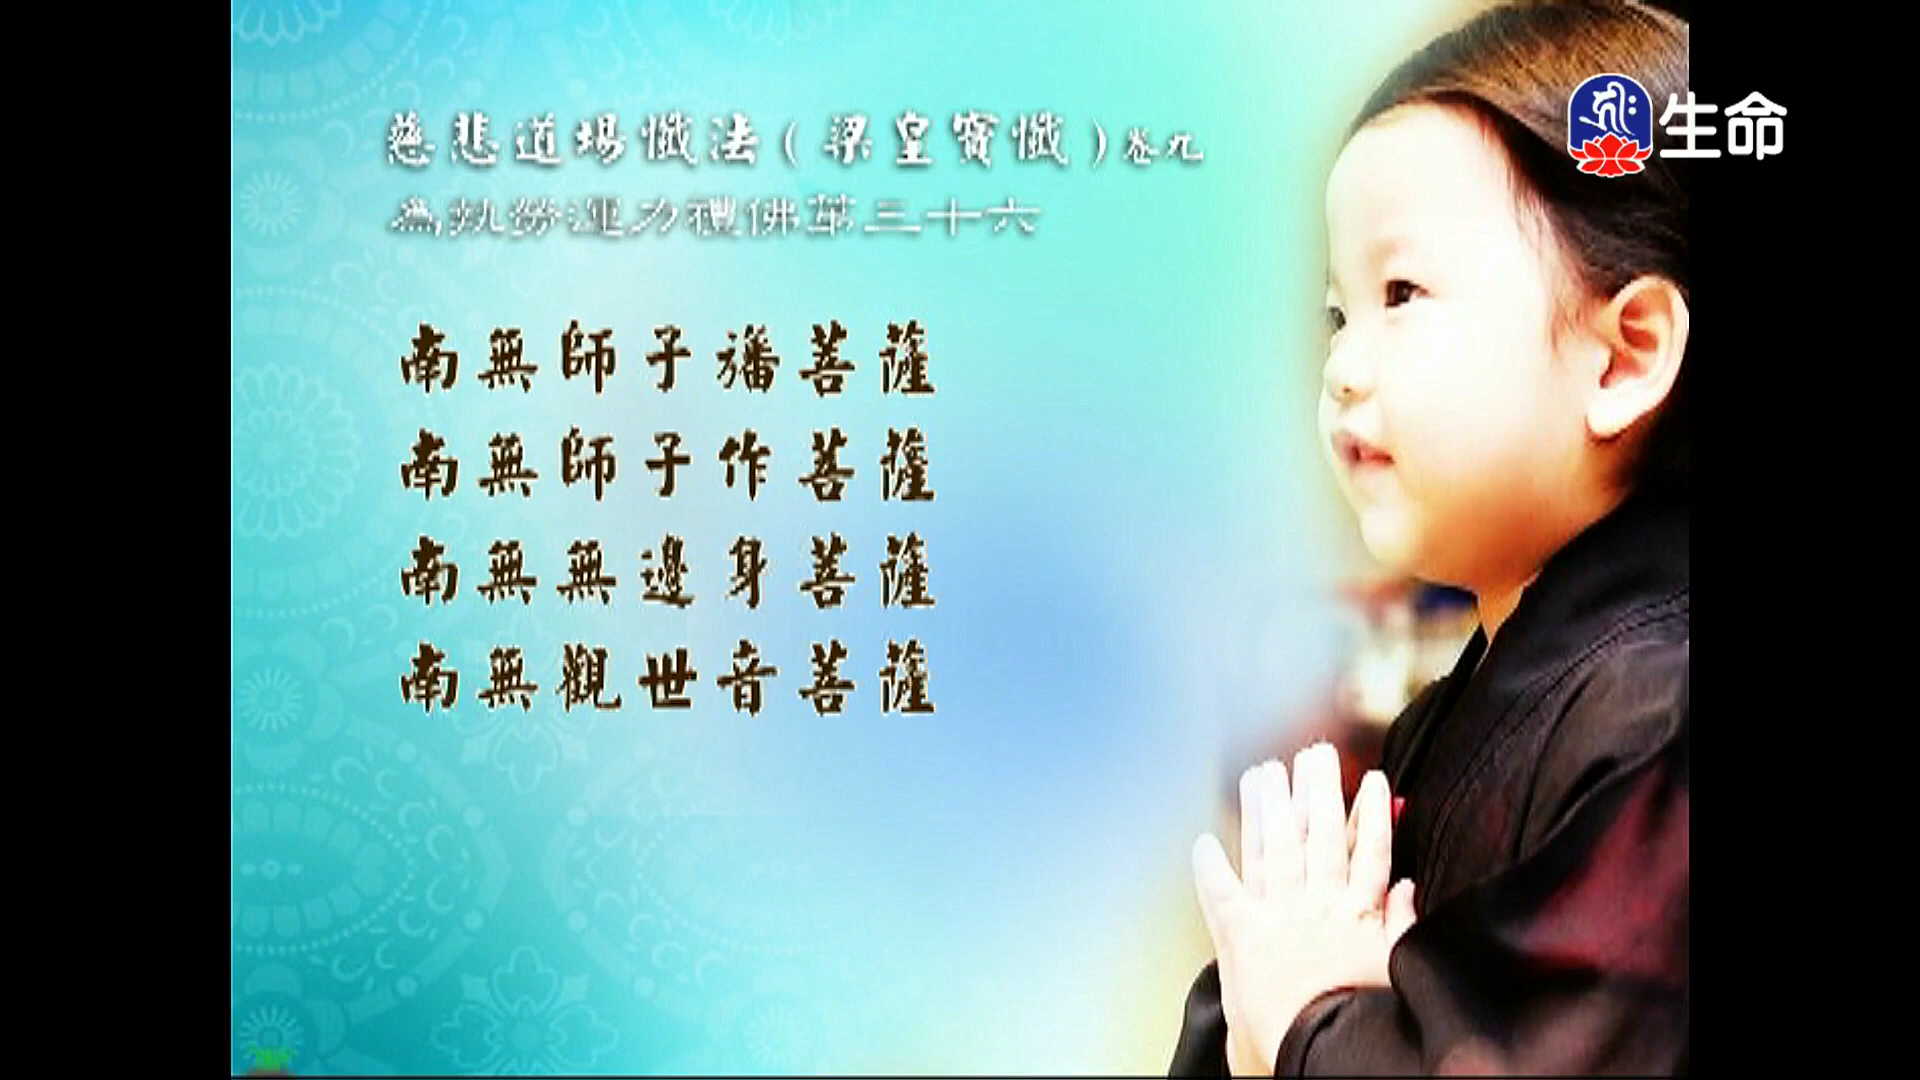 慈悲道場懺法(梁皇寶懺)卷九
為執勞運力禮佛第三十六
南無師子旛菩薩
南無師子作菩薩
南無無邊身菩薩
南無觀世音菩薩
生命